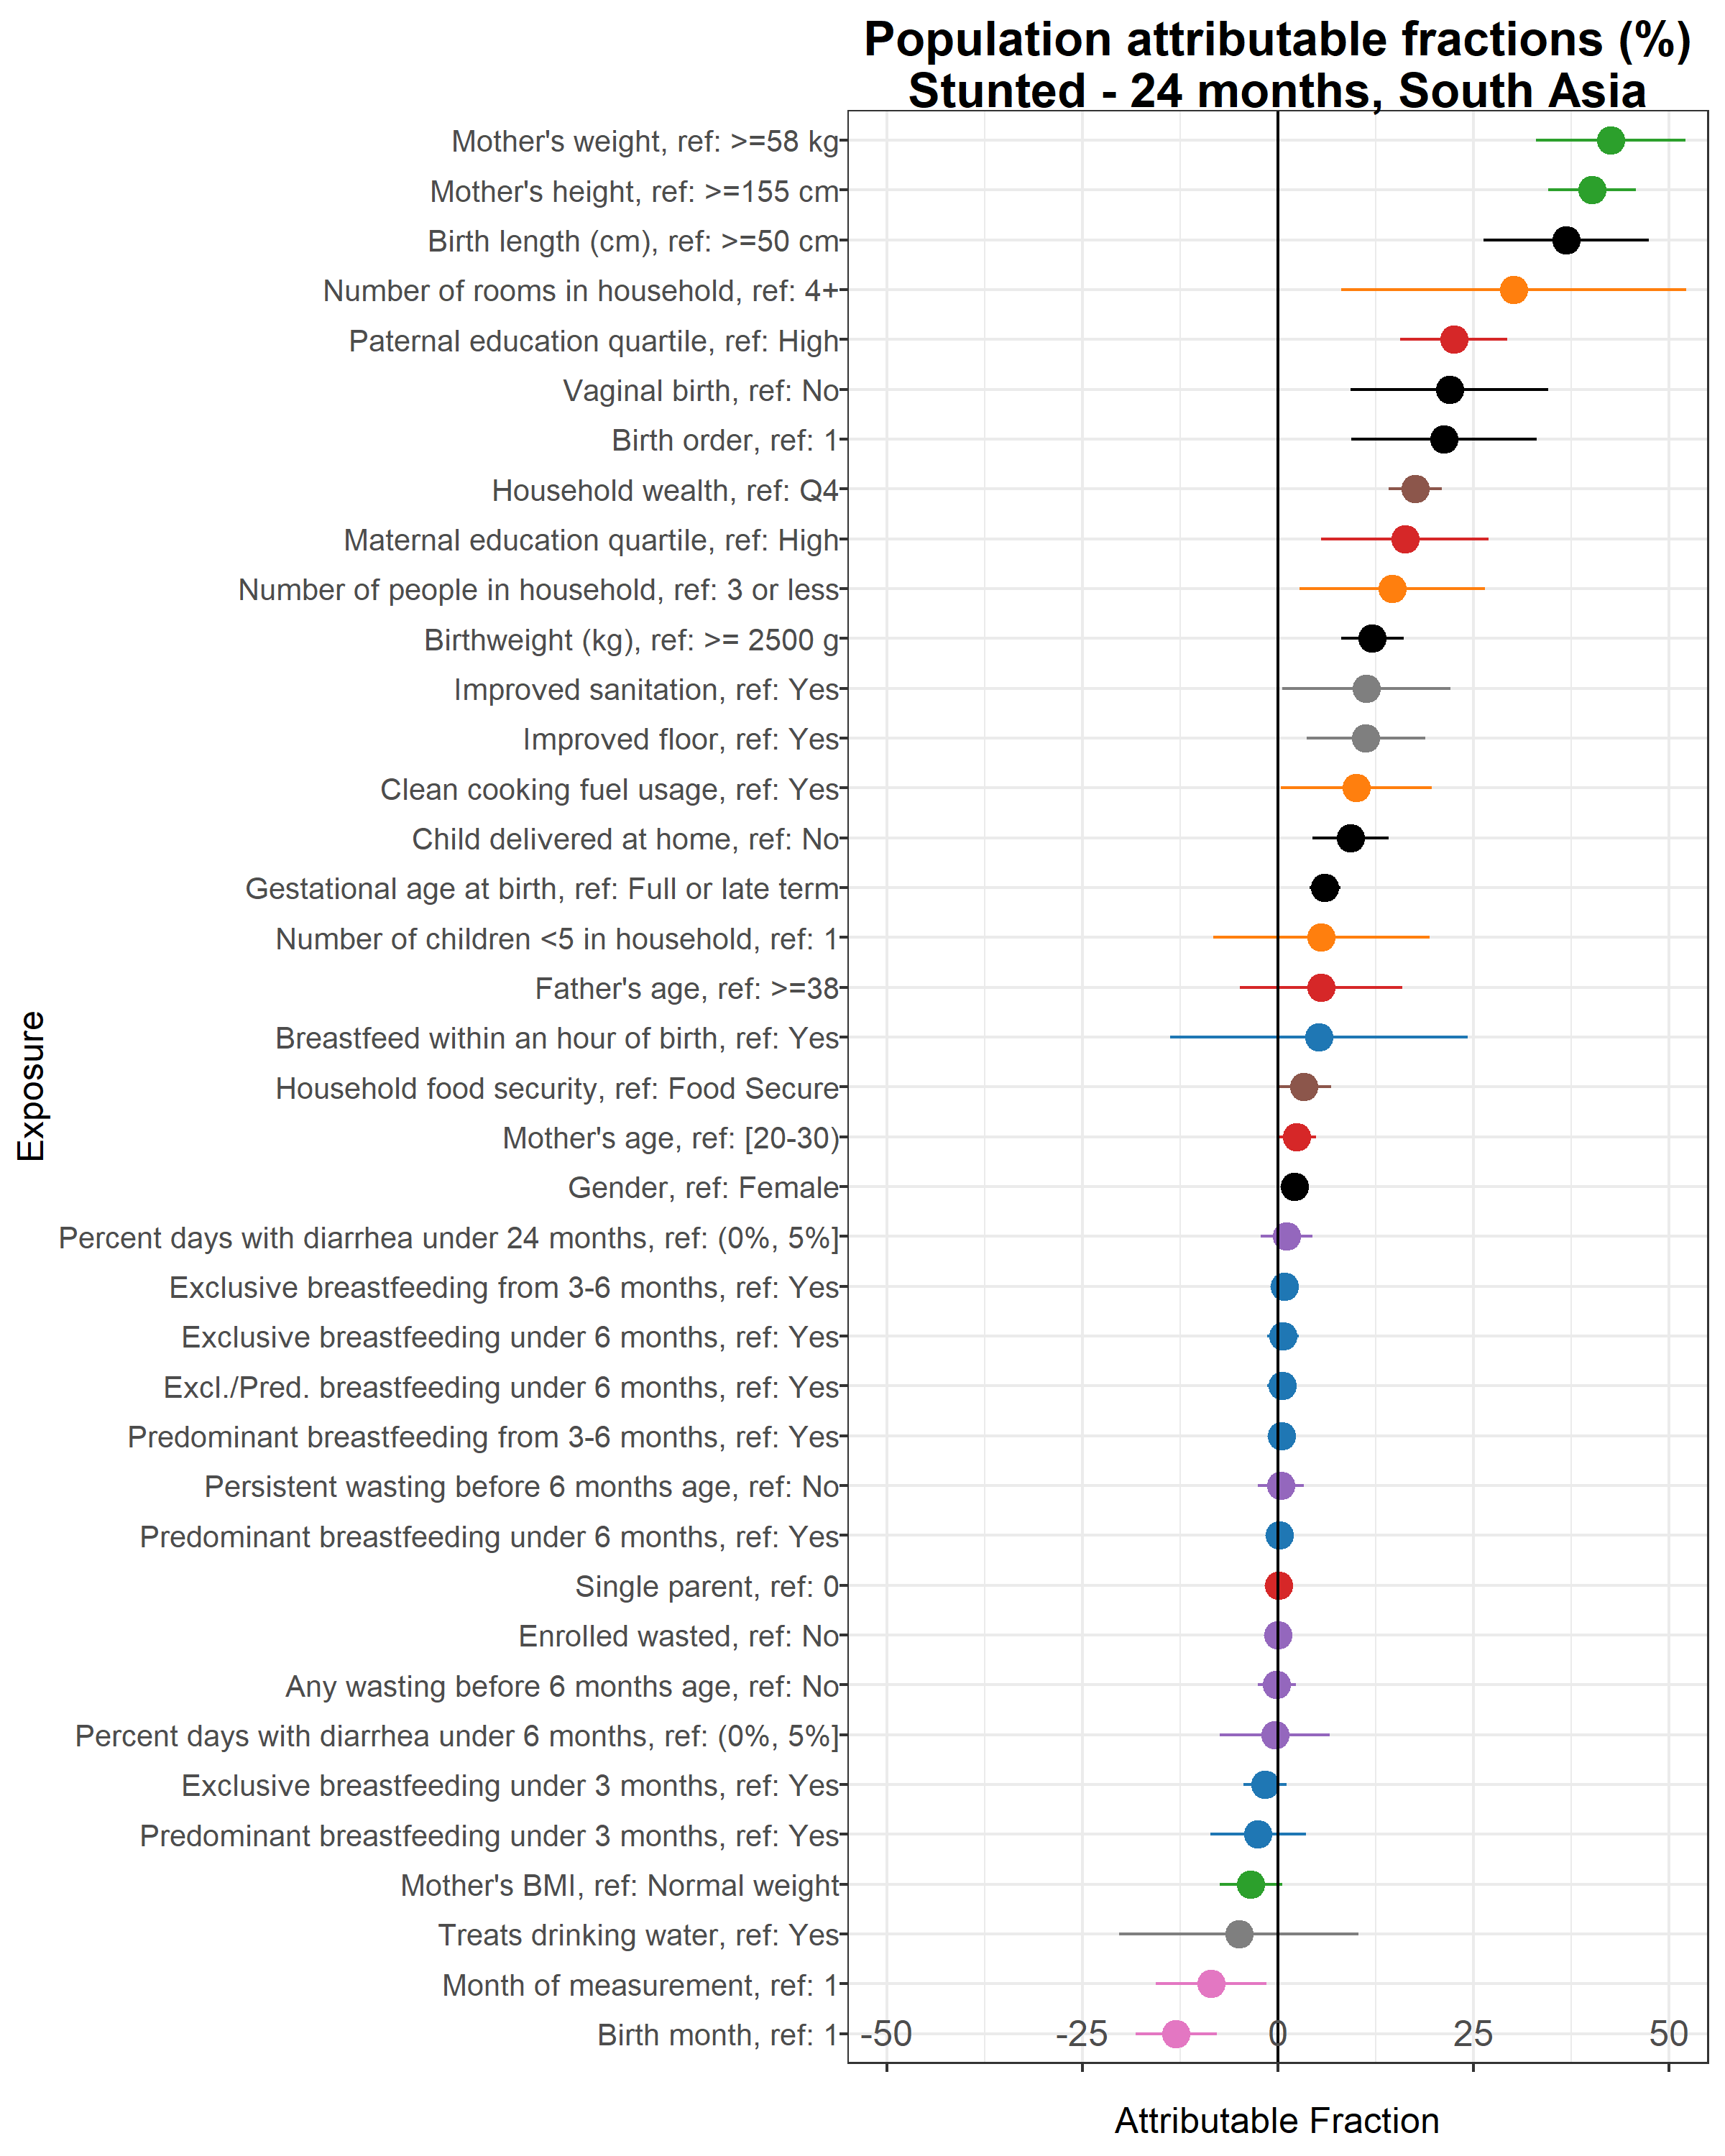 Population attributable fractions (%)
Stunted - 24 months, South Asia
Mother's weight, ref: >=58 kg
Mother's height, ref: >=155 cm
Birth length (cm), ref: >=50 cm
Number of rooms in household, ref: 4+
Paternal education quartile, ref: High
Vaginal birth, ref: No
Birth order, ref: 1
Household wealth, ref: Q4
Maternal education quartile, ref: High
Number of people in household, ref: 3 or less
Birthweight (kg), ref: >= 2500 g
Improved sanitation, ref: Yes
Improved floor, ref: Yes
Clean cooking fuel usage, ref: Yes
Child delivered at home, ref: No
Gestational age at birth, ref: Full or late term
Number of children <5 in household, ref: 1
Father's age, ref: >=38
Breastfeed within an hour of birth, ref: Yes
Household food security, ref: Food Secure
Mother's age, ref: [20-30)
Gender, ref: Female
Percent days with diarrhea under 24 months, ref: (0%, 5%]
Exclusive breastfeeding from 3-6 months, ref: Yes
Exclusive breastfeeding under 6 months, ref: Yes
Excl./Pred. breastfeeding under 6 months, ref: Yes
Predominant breastfeeding from 3-6 months, ref: Yes
Persistent wasting before 6 months age, ref: No
Predominant breastfeeding under 6 months, ref: Yes
Single parent, ref: 0
Enrolled wasted, ref: No
Any wasting before 6 months age, ref: No
Percent days with diarrhea under 6 months, ref: (0%, 5%]
Exclusive breastfeeding under 3 months, ref: Yes
Predominant breastfeeding under 3 months, ref: Yes
Mother's BMI, ref: Normal weight
Treats drinking water, ref: Yes
Month of measurement, ref: 1
Birth month, ref: 1
Exposure
-50 -25 0 25 50
Attributable Fraction